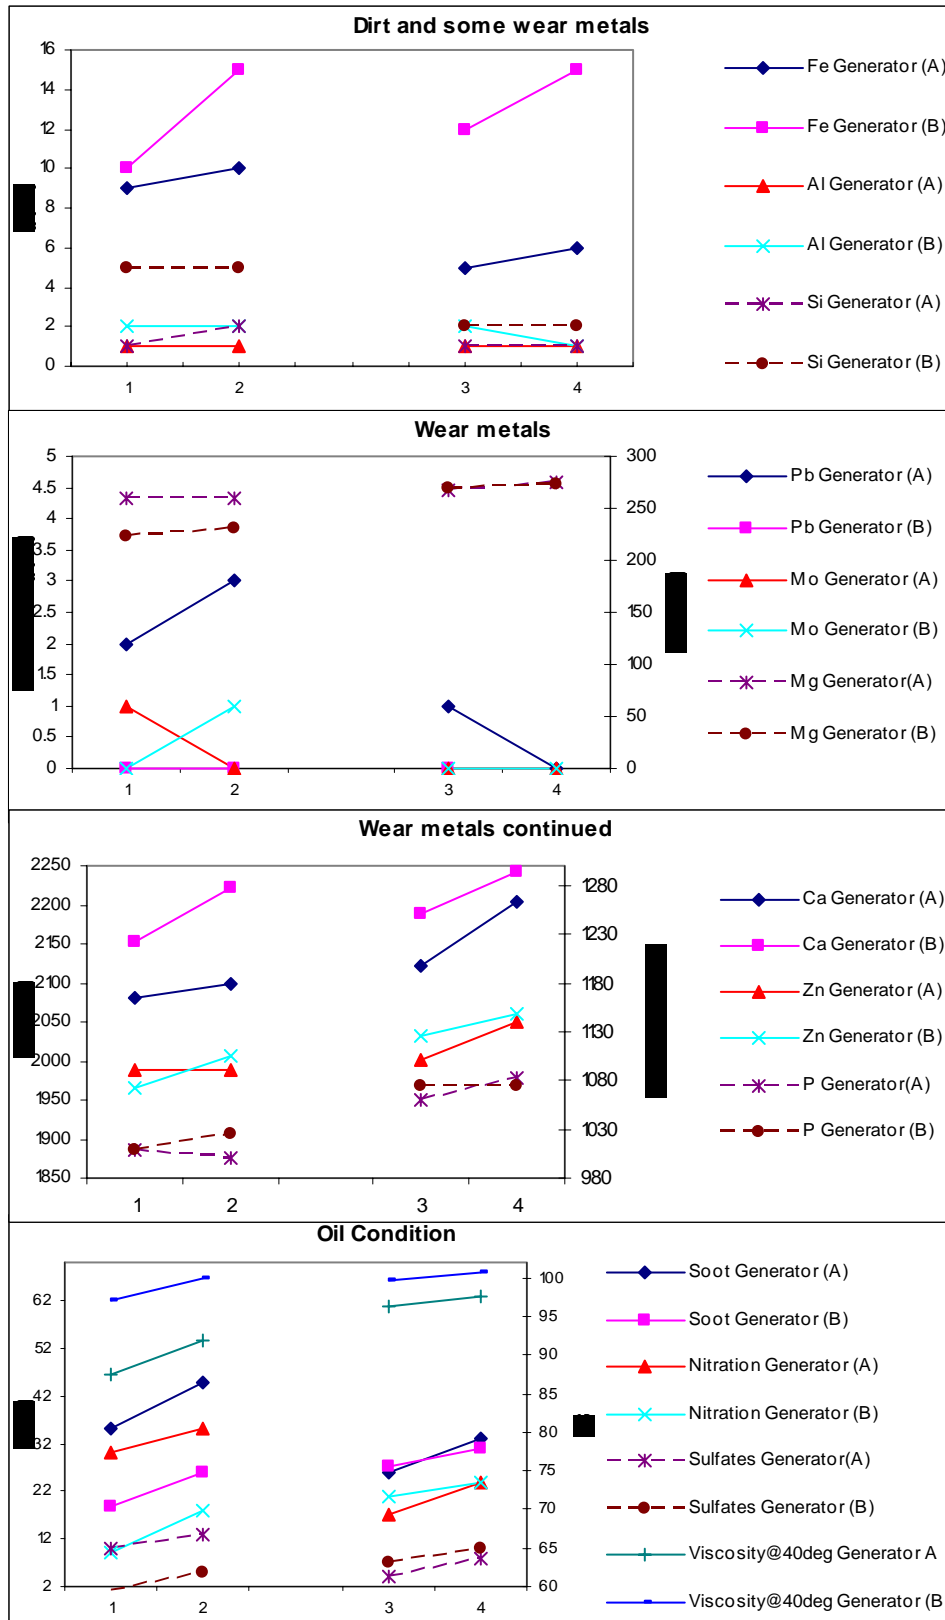 Dirt and some wear metals
16
14
12
10
8
6
4
2
0
1 2 3 4
Fe Generator (A)
Fe Generator (B)
Al Generator (A)
Al Generator (B)
Si Generator (A)
Si Generator (B)
Wear metals
5
4.5
4
3.5
3
2.5
2
1.5
1
0.5
0
300
250
200
150
100
50
0
1 2 3 4
Pb Generator (A)
Pb Generator (B)
Mo Generator (A)
Mo Generator (B)
Mg Generator(A)
Mg Generator (B)
Wear metals continued
2250
2200
2150
2100
2050
2000
1950
1900
1850
1280
1230
1180
1130
1080
1030
980
1 2 3 4
Ca Generator (A)
Ca Generator (B)
Zn Generator (A)
Zn Generator (B)
P Generator(A)
P Generator (B)
Oil Condition
62
52
42
32
22
12
2
100
95
90
85
80
75
70
65
60
1 2 3 4
Soot Generator (A)
Soot Generator (B)
Nitration Generator (A)
Nitration Generator (B)
Sulfates Generator(A)
Sulfates Generator (B)
Viscosity@40deg Generator A
Viscosity@40deg Generator (B